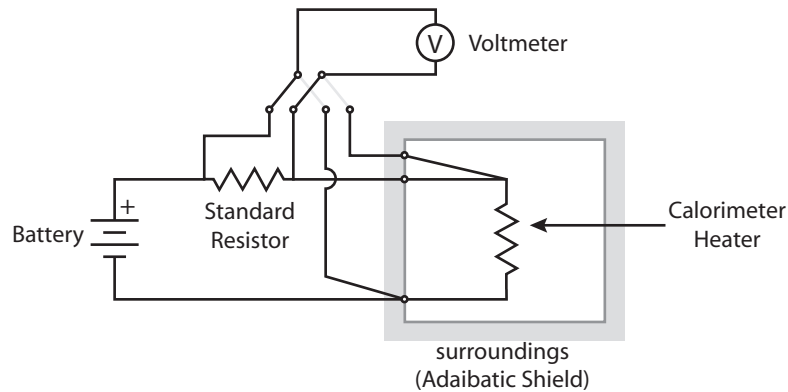 V
Voltmeter
+
Battery
Standard
Resistor
Calorimeter
Heater
surroundings
(Adaibatic Shield)